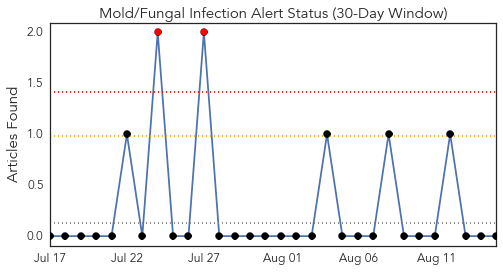 Mold/Fungal Infection Alert Status (30-Day Window)
Articles Found
2.0
1.5
1.0
0.5
0.0
Jul 17 Jul 22 Jul 27 Aug 01 Aug 06 Aug 11